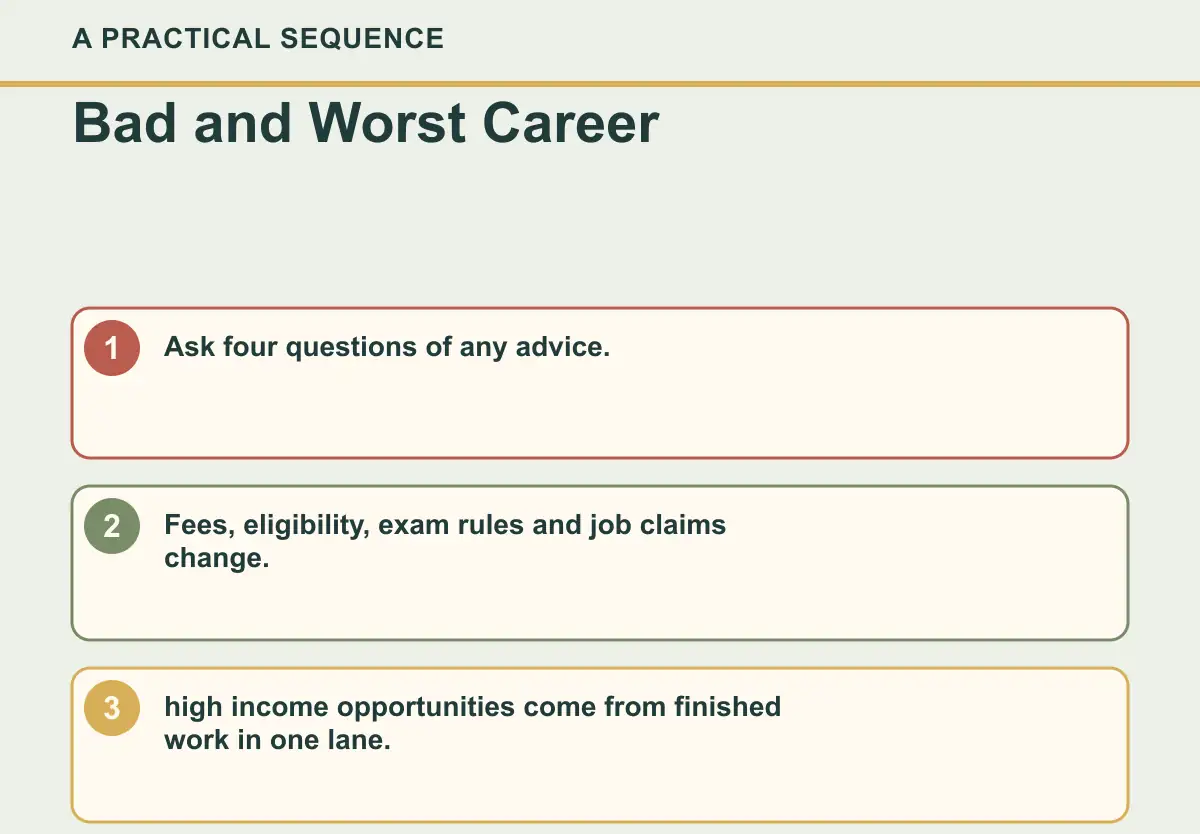 A PRACTICAL SEQUENCE
Bad and Worst Career
1
Ask four questions of any advice.
2
Fees, eligibility, exam rules and job claims
change.
3
high income opportunities come from finished
work in one lane.